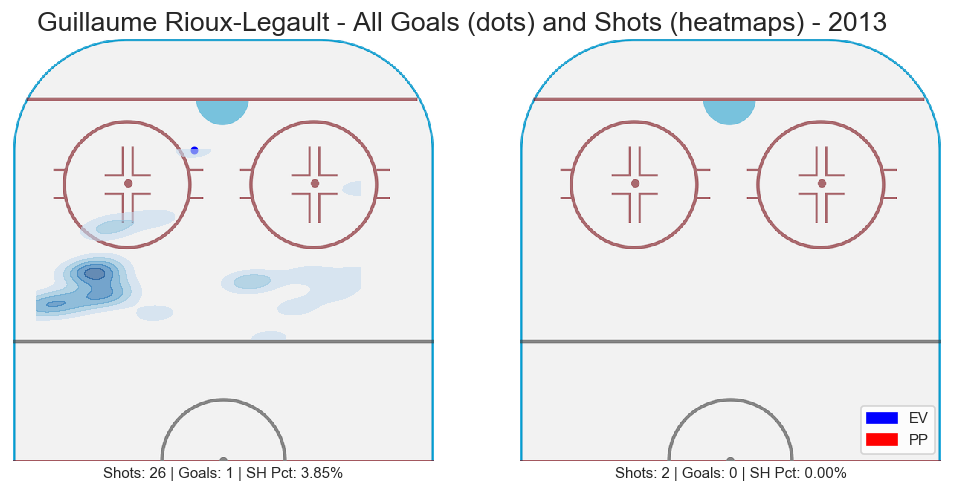 Guillaume Rioux-Legault - All Goals (dots) and Shots (heatmaps) - 2013
EV
PP
Shots: 26 | Goals: 1 | SH Pct: 3.85%
Shots: 2 | Goals: 0 | SH Pct: 0.00%